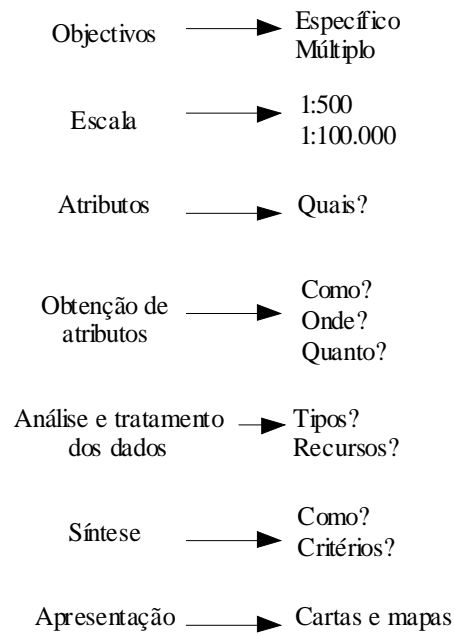 Objectivos
Específico
Múltiplo
Escala
1:500
1:100.000
Atributos
Quais?
Obtenção de
atributos
Como?
Onde?
Quanto?
Análise e tratamento
dos dados
Tipos?
Recursos?
Síntese
Como?
Critérios?
Apresentação
Cartas e mapas